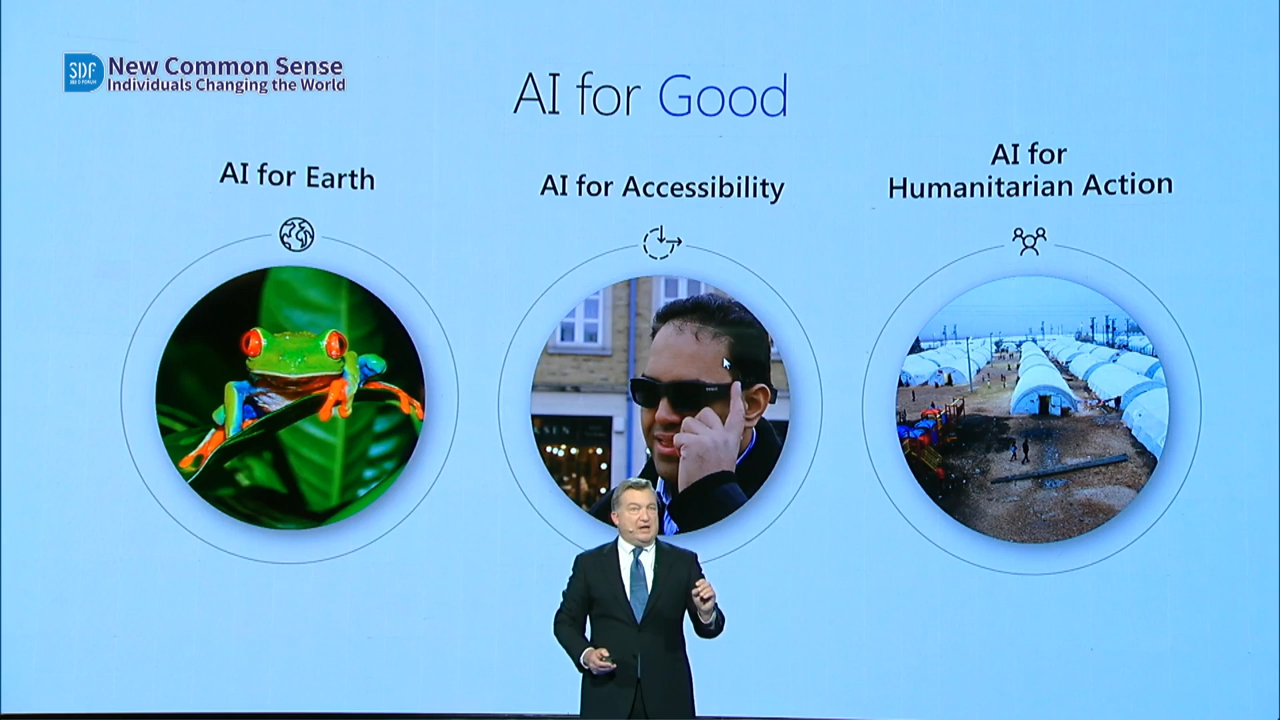 SDF
New Common Sense
Individuals Changing the World
AI for Good
AI for Earth
AI for Accessibility
AI for
Humanitarian Action